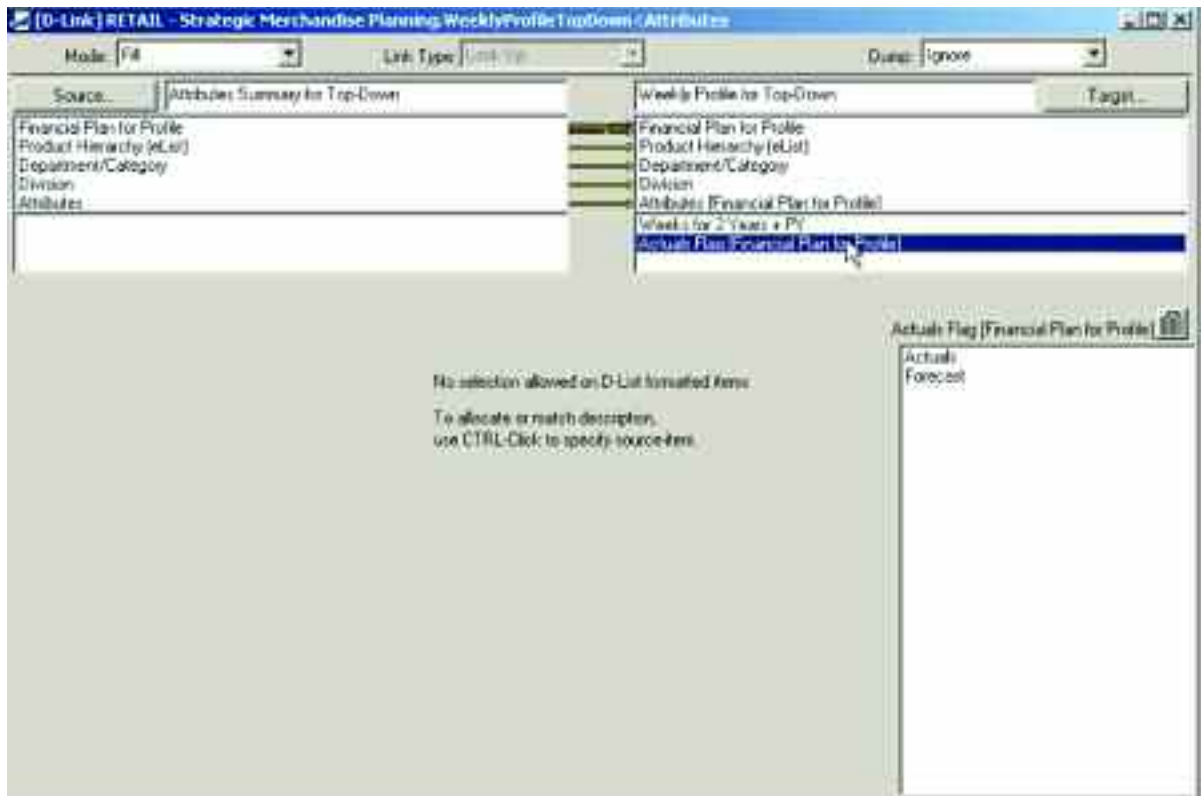 [D-Link] RETAIL - Strategic Merchandise Planning.WeeklyProfileTopDown<Attributes
Mode: Fill Link Type: Look Up Dump: Ignore
Source... Attributes Summary for Top-Down Weekly Profile for Top-Down Target...
Financial Plan for Profile Financial Plan for Profile
Product Hierarchy (eList) Product Hierarchy (eList)
Department/Category Department/Category
Division Division
Attributes Attributes [Financial Plan for Profile]
Weeks for 2 Years + PY
Actuals Flag [Financial Plan for Profile]
Actuals Flag [Financial Plan for Profile]
Actuals
Forecast
No selection allowed on D-List formatted items
To allocate or match description,
use CTRL-Click to specify source-item.